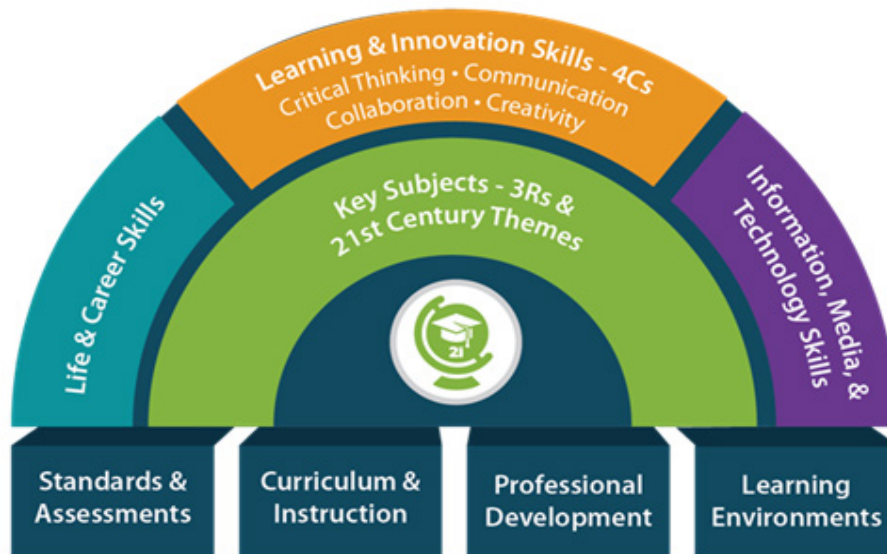 Learning & Innovation Skills - 4Cs
Critical Thinking • Communication
Collaboration • Creativity
Life & Career Skills
Key Subjects - 3Rs &
21st Century Themes
Information, Media, &
Technology Skills
21
Standards &
Assessments
Curriculum &
Instruction
Professional
Development
Learning
Environments